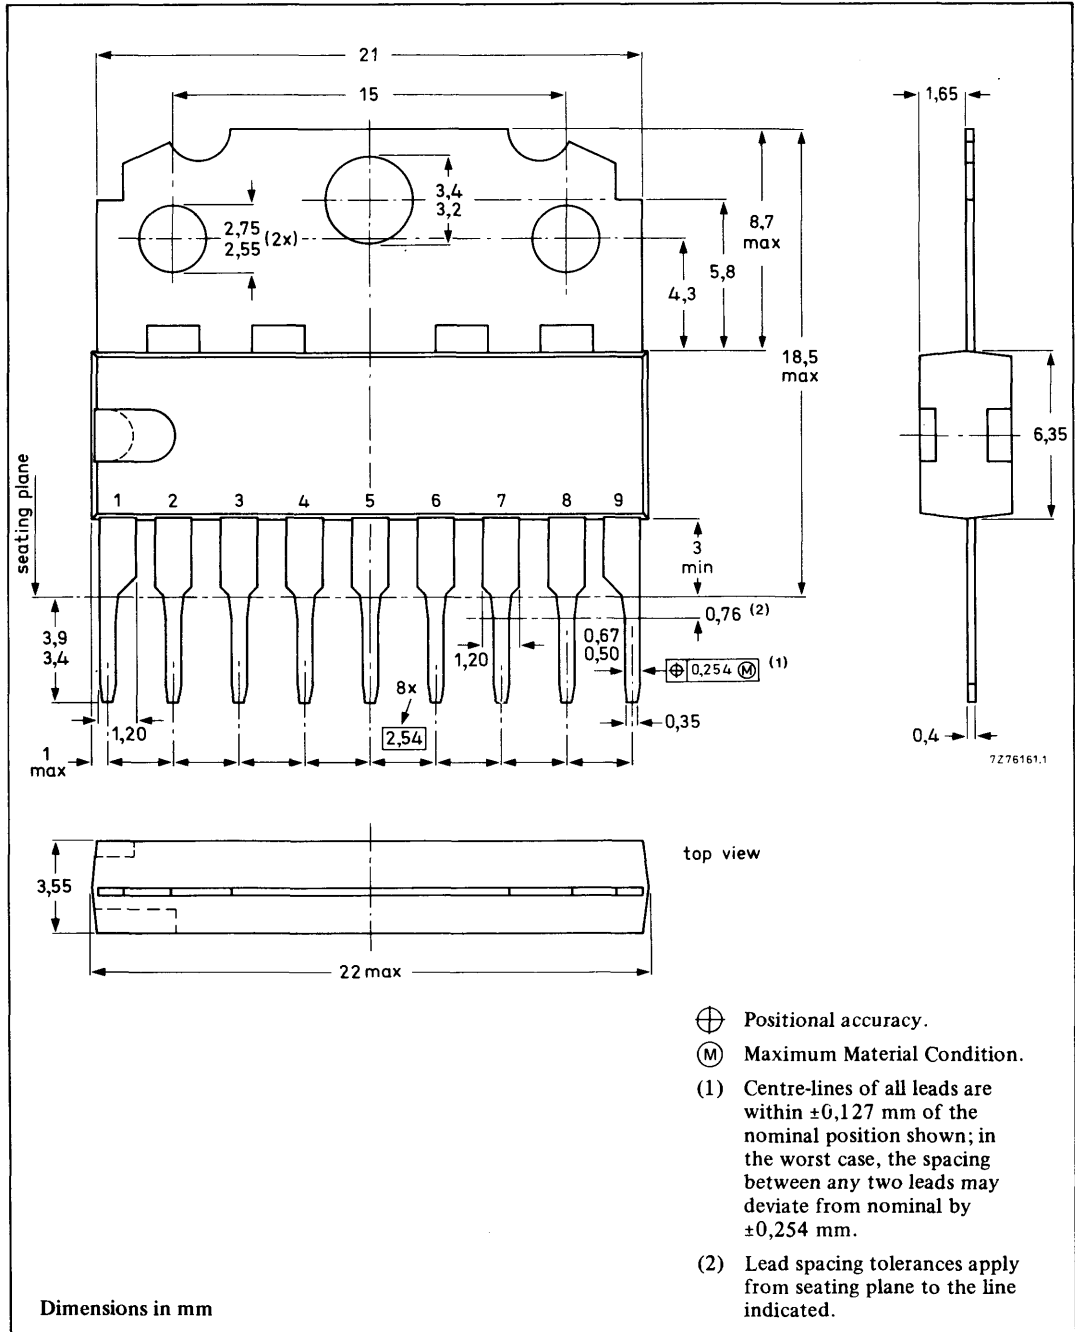 21
15
1,65
3,4
3,2
2,75
2,55 (2x)
8,7
max
5,8
4,3
18,5
max
6,35
seating plane
1 2 3 4 5 6 7 8 9
3
min
0,76 (2)
3,9
3,4
1,20
0,67
0,50
⌖ 0,254 Ⓜ (1)
8x
2,54
1,20
0,35
0,4
1
max
7Z76161.1
top view
3,55
22 max
⌖ Positional accuracy.
Ⓜ Maximum Material Condition.
(1) Centre-lines of all leads are
within ±0,127 mm of the
nominal position shown; in
the worst case, the spacing
between any two leads may
deviate from nominal by
±0,254 mm.
(2) Lead spacing tolerances apply
from seating plane to the line
indicated.
Dimensions in mm